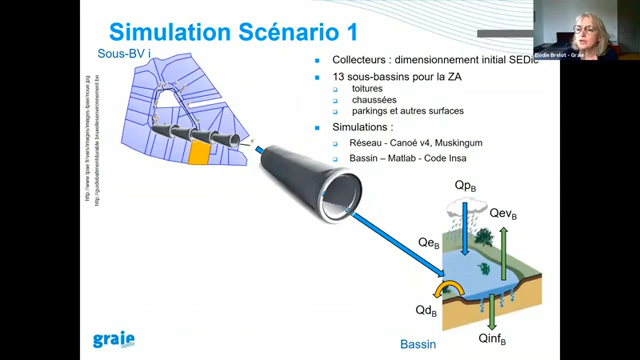 Simulation Scénario 1
Sous-BV i
Collecteurs : dimensionnement initial SEDic
13 sous-bassins pour la ZA
toitures
chaussées
parkings et autres surfaces
Simulations :
Réseau - Canoé v4, Muskingum
Bassin – Matlab - Code Insa
QpB
QevB
QeB
QdB
QinfB
Bassin
graie
Elodie Brelot - Graie